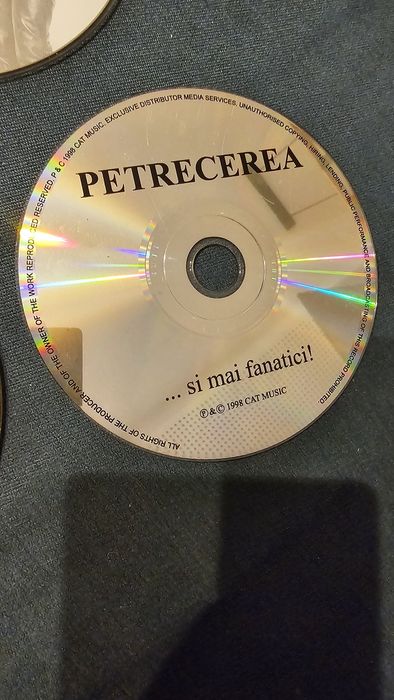 PETRECEREA
... si mai fanatici!
℗ & © 1998 CAT MUSIC
ALL RIGHTS OF THE PRODUCER AND OF THE OWNER OF THE WORK REPRODUCED RESERVED. P & C 1998 CAT MUSIC. EXCLUSIVE DISTRIBUTOR MEDIA SERVICES. UNAUTHORISED COPYING, HIRING, LENDING, PUBLIC PERFORMANCE AND BROADCASTING OF THIS RECORD PROHIBITED.